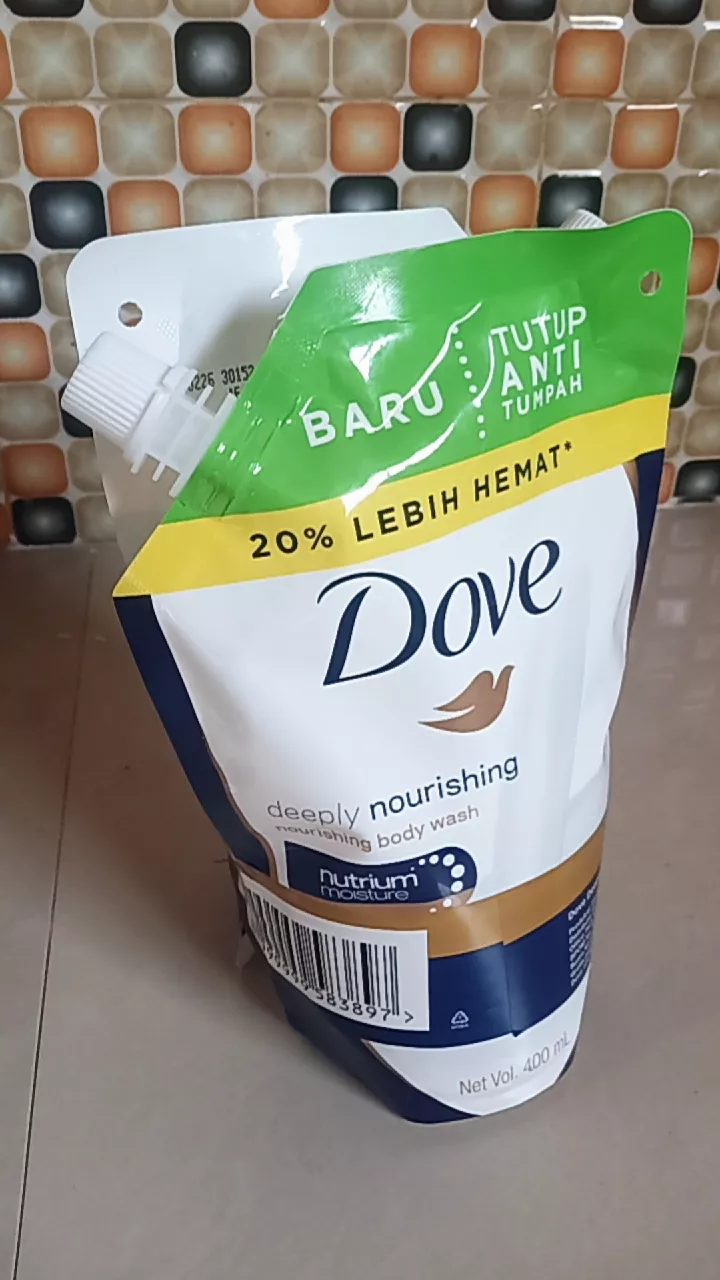 BARU
TUTUP
ANTI
TUMPAH
20% LEBIH HEMAT*
Dove
deeply nourishing
nourishing body wash
nutrium
moisture
583897 >
Net Vol. 400 mL